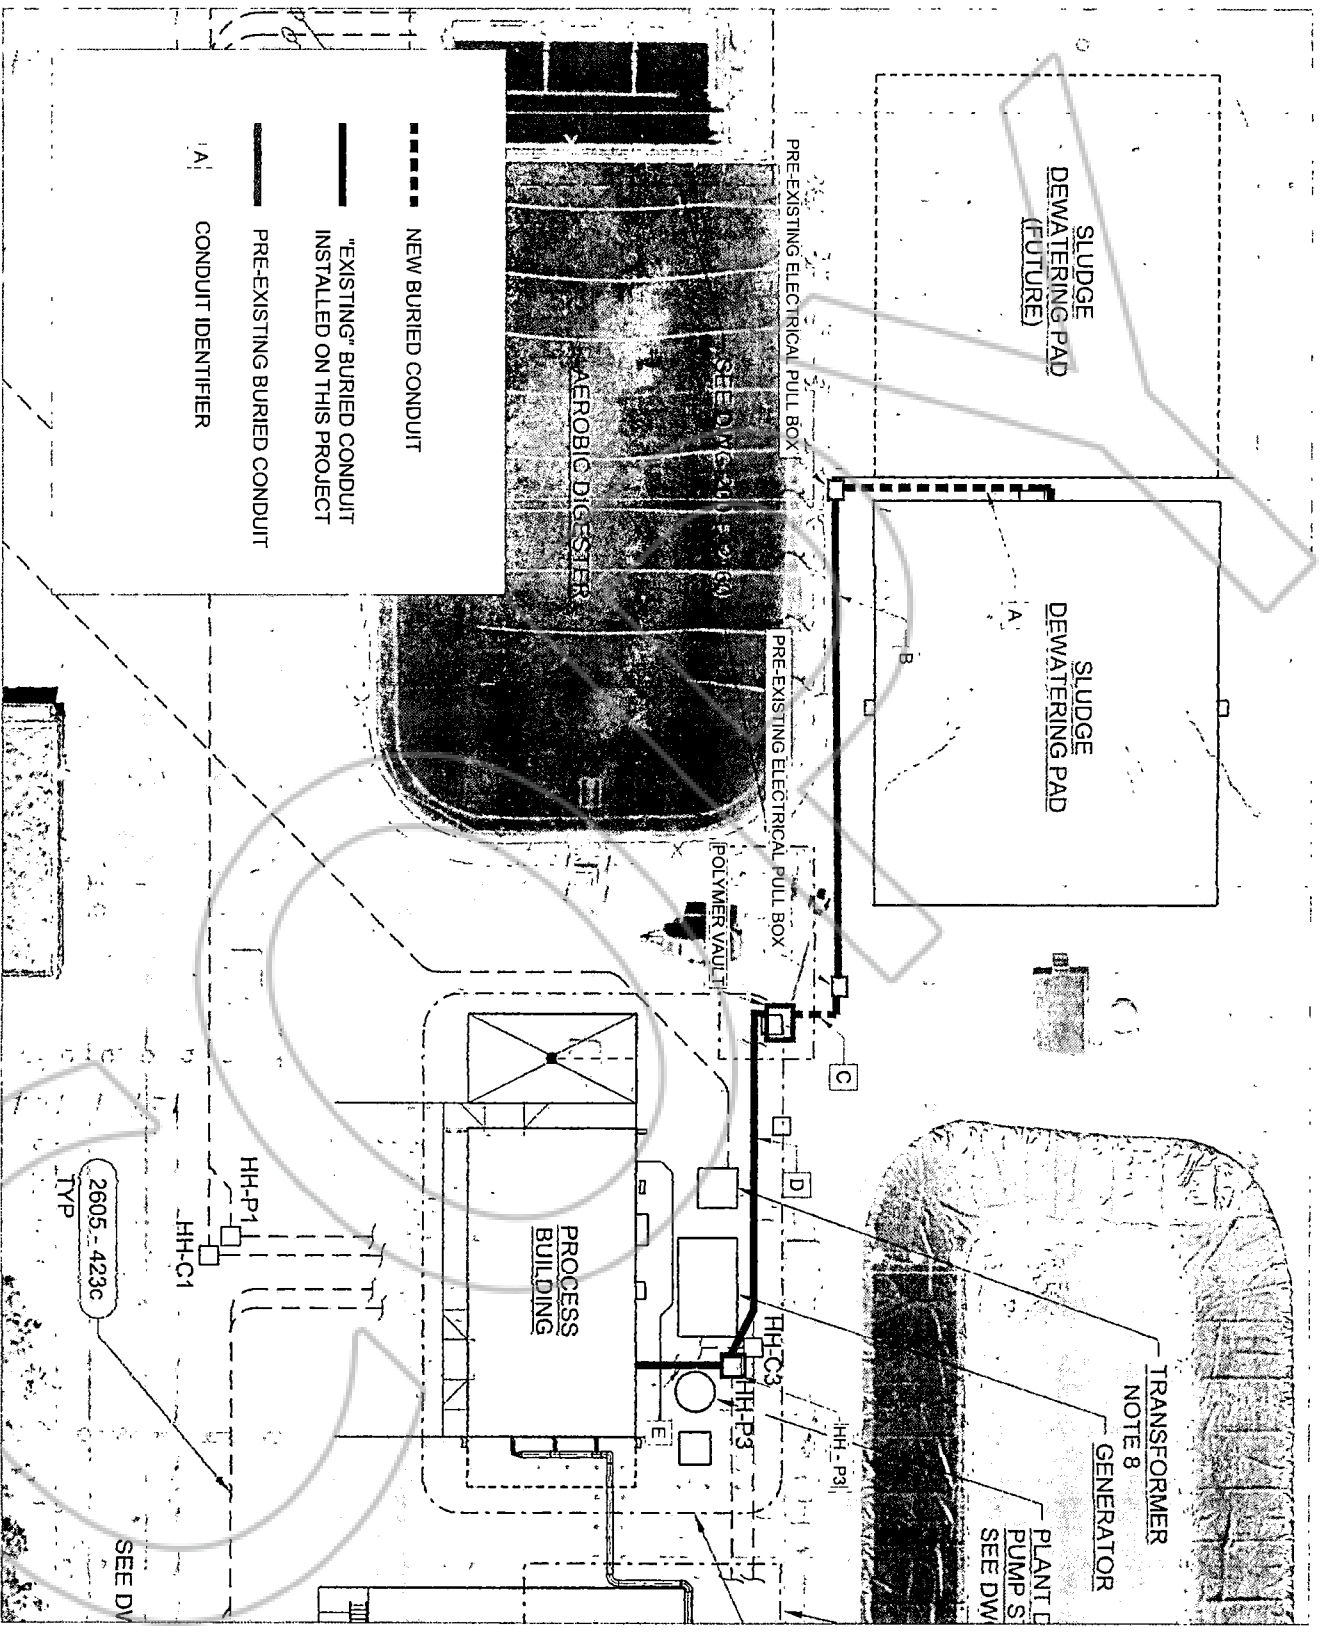 SLUDGE
DEWATERING PAD
(FUTURE)
PRE-EXISTING ELECTRICAL PULL BOX
NEW BURIED CONDUIT
"EXISTING" BURIED CONDUIT
INSTALLED ON THIS PROJECT
PRE-EXISTING BURIED CONDUIT
A
CONDUIT IDENTIFIER
AEROBIC DIGESTER
A
B
SLUDGE
DEWATERING PAD
PRE-EXISTING ELECTRICAL PULL BOX
POLYMER VAULT
C
D
TRANSFORMER
NOTE 8
GENERATOR
PLANT D
PUMP S
SEE DW
HH-C3
HH-P3
HH-P3
E
PROCESS
BUILDING
HH-P1
HH-C1
2605 - 423c
TYP
SEE DV
COPY